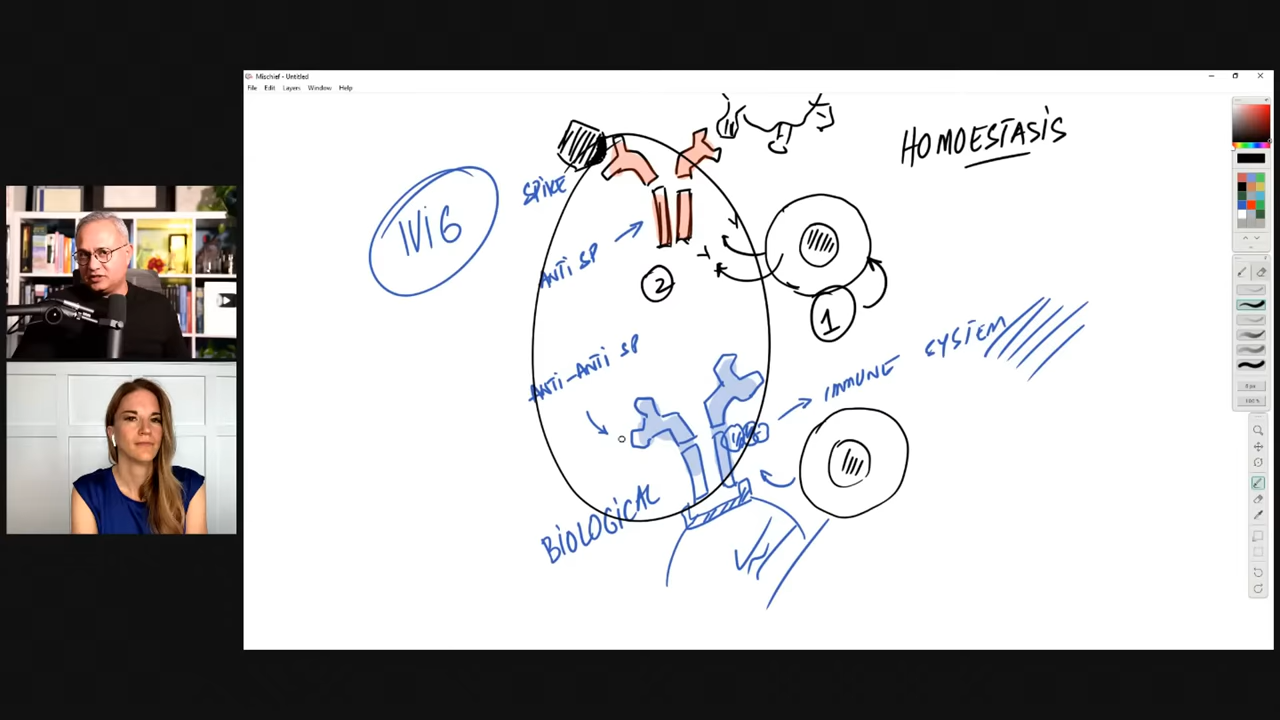 Mischief - Untitled
File Edit Layers Window Help
HOMOESTASIS
SPIKE
IVIG
ANTI SP
2
1
ANTI-ANTI SP
IMMUNE SYSTEM
BIOLOGICAL